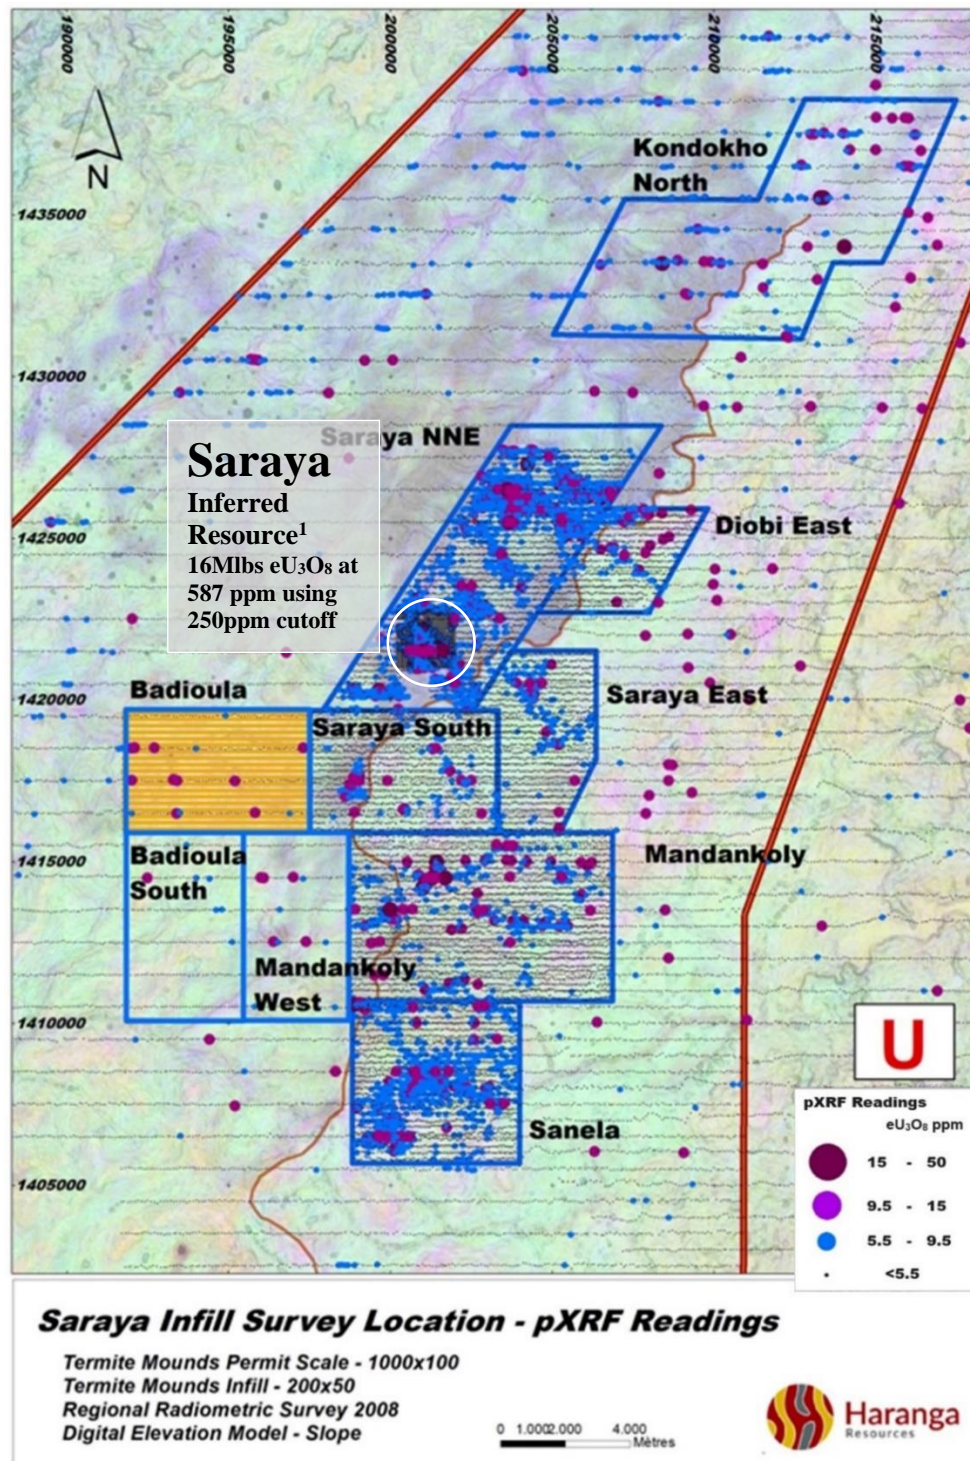 190000
195000
200000
205000
210000
215000
N
Kondokho
North
1435000
1430000
Saraya NNE
Saraya
Inferred
Resource¹
16Mlbs eU₃O₈ at
587 ppm using
250ppm cutoff
1425000
Diobi East
1420000
Badioula
Saraya East
Saraya South
1415000
Badioula
South
Mandankoly
Mandankoly
West
1410000
U
Sanela
1405000
pXRF Readings
eU₃O₈ ppm
15 - 50
9.5 - 15
5.5 - 9.5
<5.5
Saraya Infill Survey Location - pXRF Readings
Termite Mounds Permit Scale - 1000x100
Termite Mounds Infill - 200x50
Regional Radiometric Survey 2008
Digital Elevation Model - Slope
0 1.0002.000 4.000
Mètres
Haranga
Resources